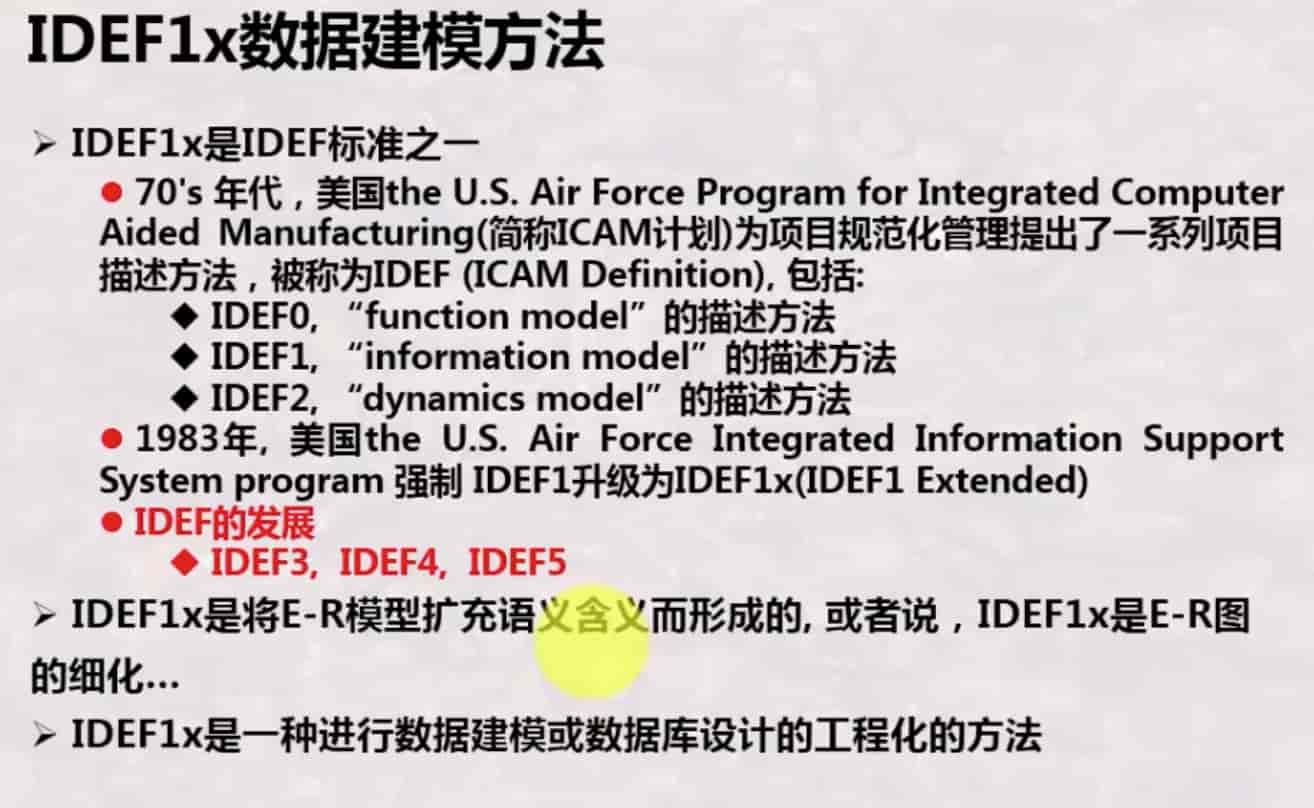 IDEF1x数据建模方法
➢ IDEF1x是IDEF标准之一
● 70's 年代，美国the U.S. Air Force Program for Integrated Computer
Aided Manufacturing(简称ICAM计划)为项目规范化管理提出了一系列项目
描述方法，被称为IDEF (ICAM Definition), 包括:
◆ IDEF0, “function model”的描述方法
◆ IDEF1, “information model”的描述方法
◆ IDEF2, “dynamics model”的描述方法
● 1983年, 美国the U.S. Air Force Integrated Information Support
System program 强制 IDEF1升级为IDEF1x(IDEF1 Extended)
● IDEF的发展
◆ IDEF3, IDEF4, IDEF5
➢ IDEF1x是将E-R模型扩充语义含义而形成的, 或者说，IDEF1x是E-R图
的细化...
➢ IDEF1x是一种进行数据建模或数据库设计的工程化的方法